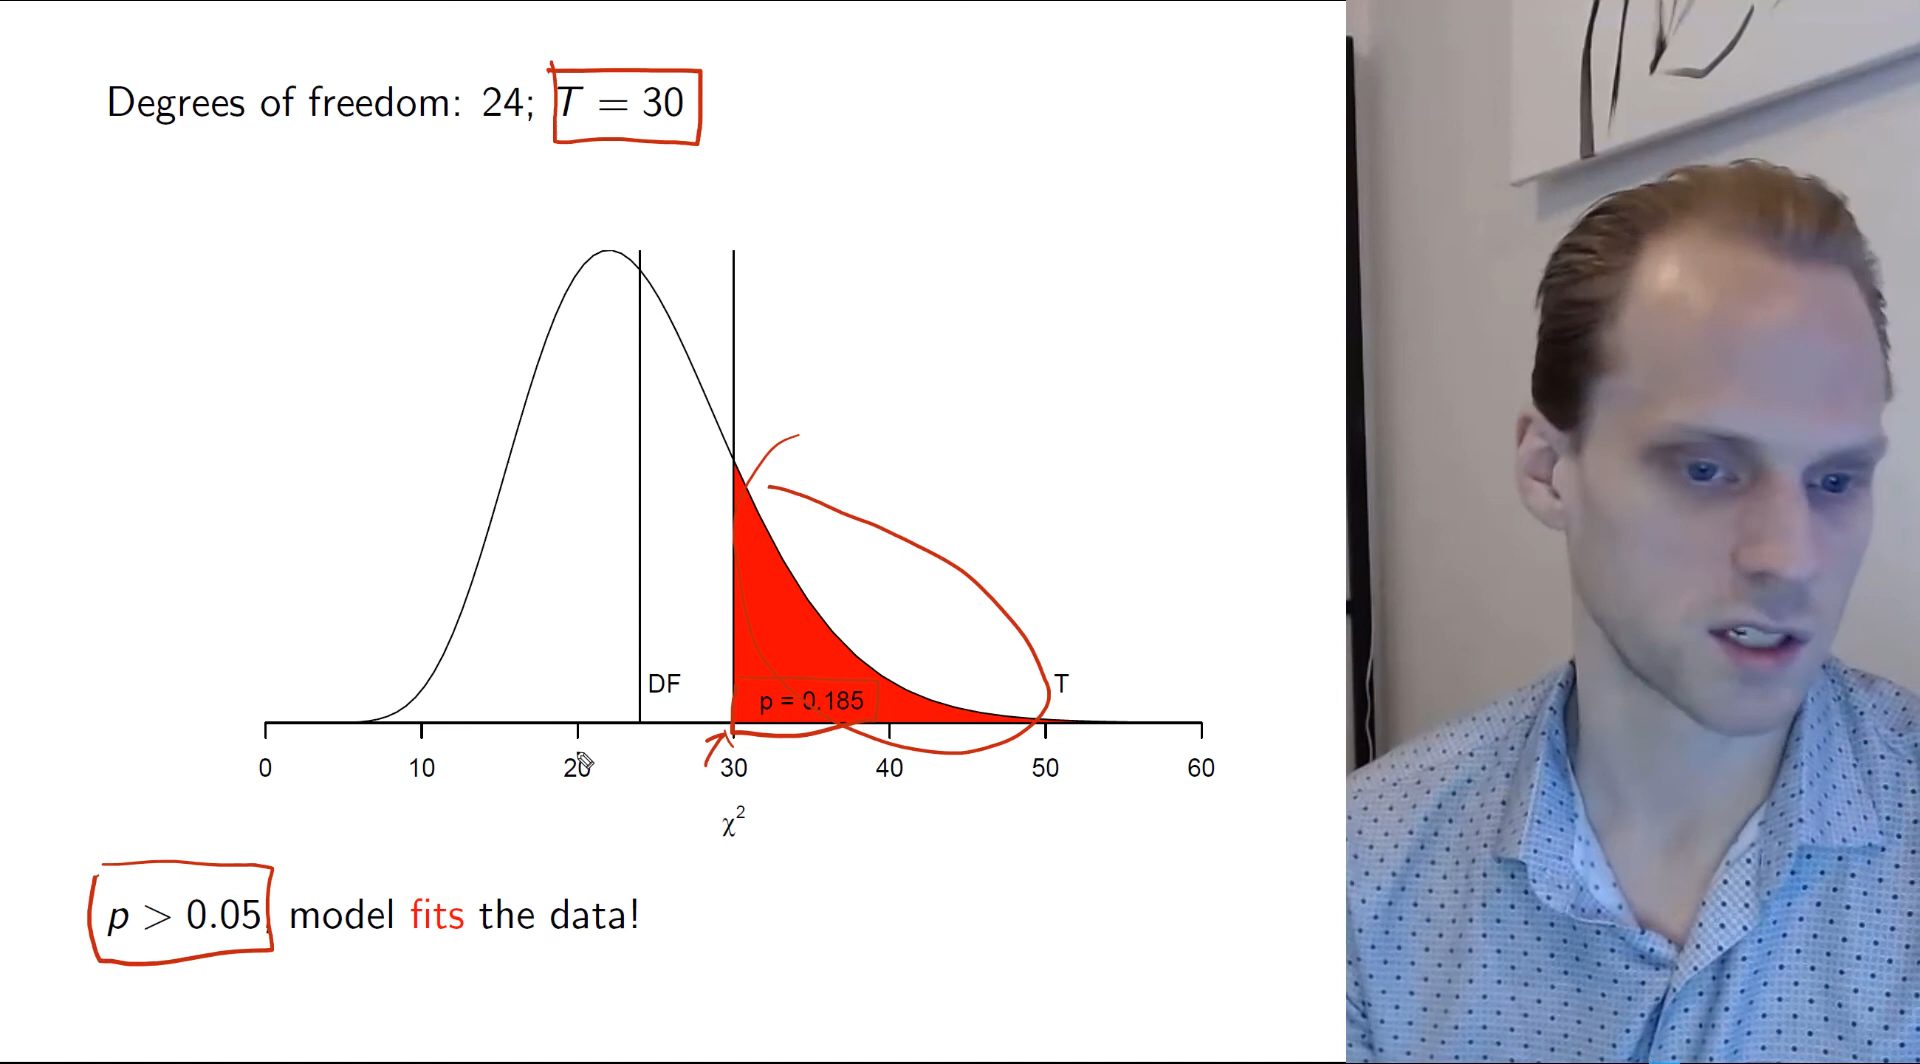 Degrees of freedom: 24; T = 30
DF
T
p = 0.185
0 10 20 30 40 50 60
χ²
p > 0.05, model fits the data!